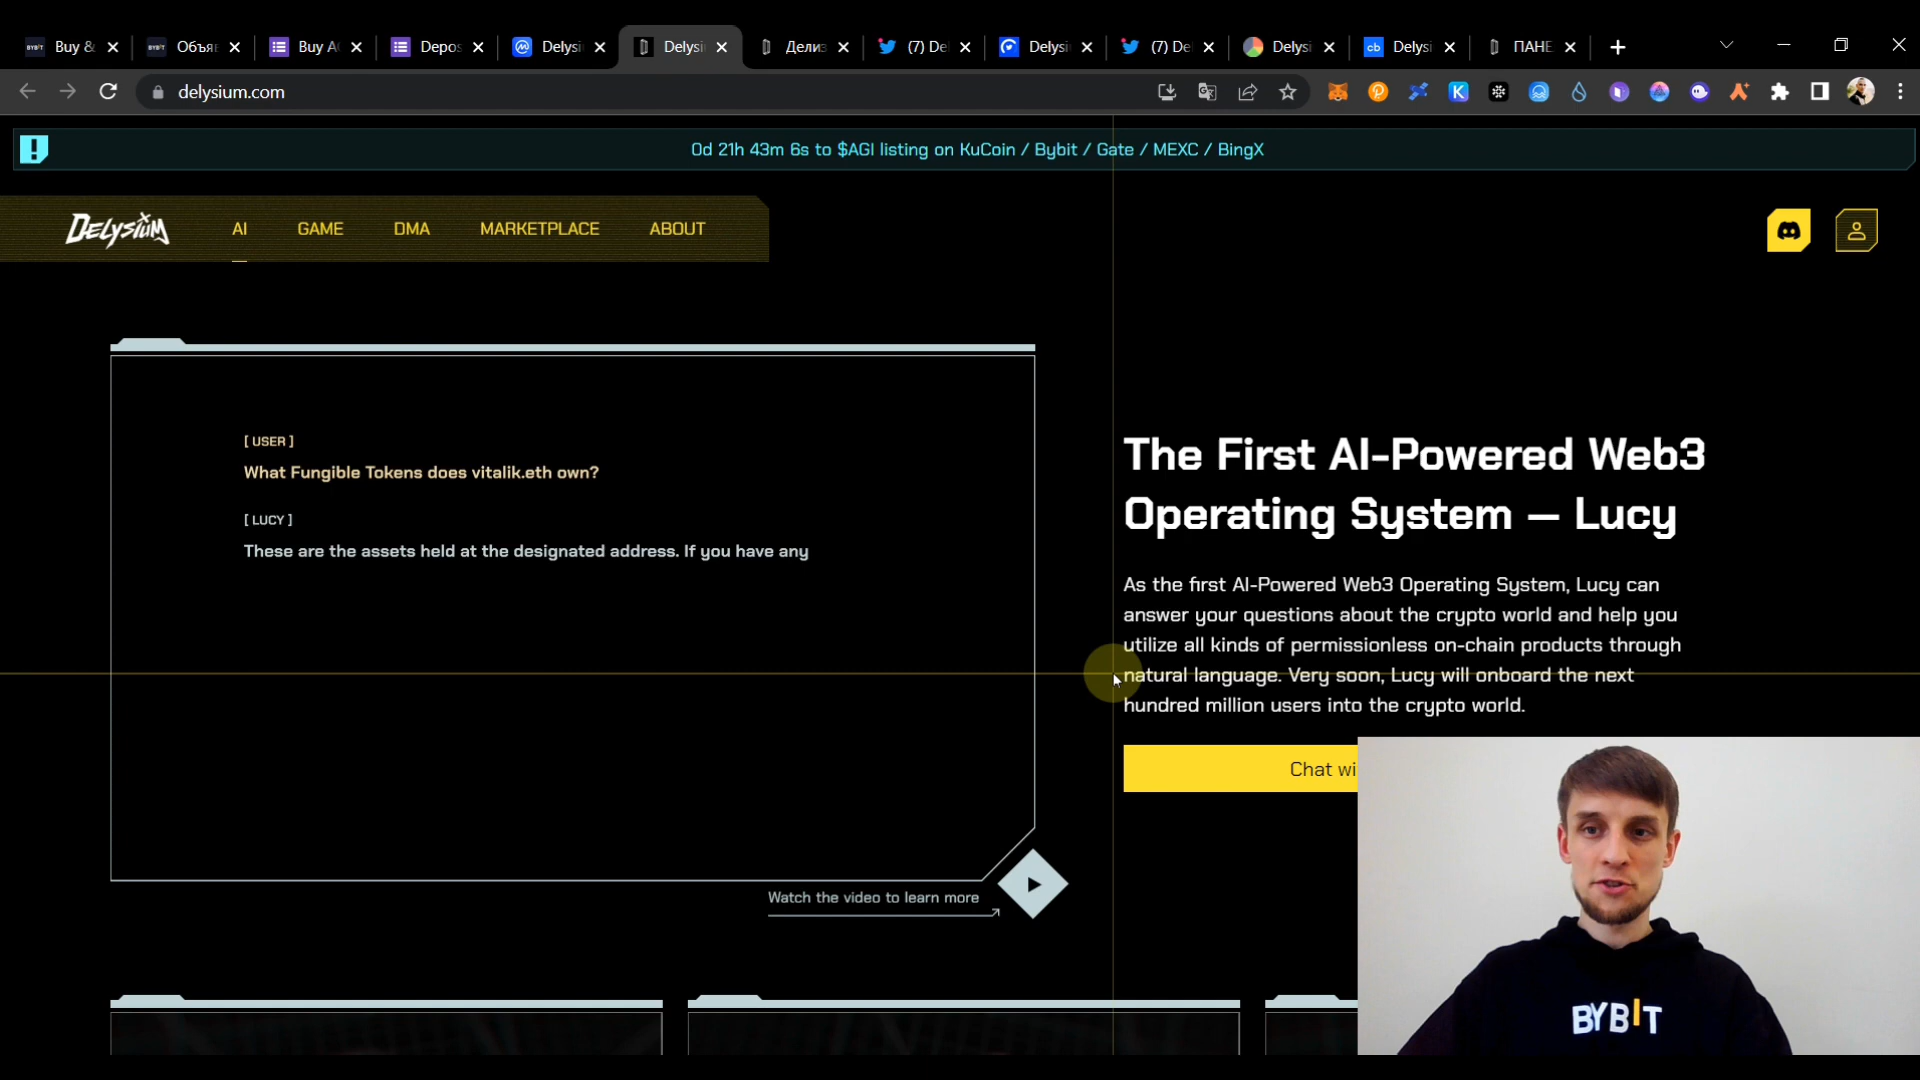 Buy &
Объяв
Buy A
Depos
Delysi
Delysi
Делиз
(7) De
Delysi
(7) De
Delysi
cb
Delysi
ПАНЕ
delysium.com
0d 21h 43m 6s to $AGI listing on KuCoin / Bybit / Gate / MEXC / BingX
DELYSIUM
AI
GAME
DMA
MARKETPLACE
ABOUT
[ USER ]
What Fungible Tokens does vitalik.eth own?
[ LUCY ]
These are the assets held at the designated address. If you have any
Watch the video to learn more
The First AI-Powered Web3
Operating System — Lucy
As the first AI-Powered Web3 Operating System, Lucy can
answer your questions about the crypto world and help you
utilize all kinds of permissionless on-chain products through
natural language. Very soon, Lucy will onboard the next
hundred million users into the crypto world.
Chat wi
BYBIT